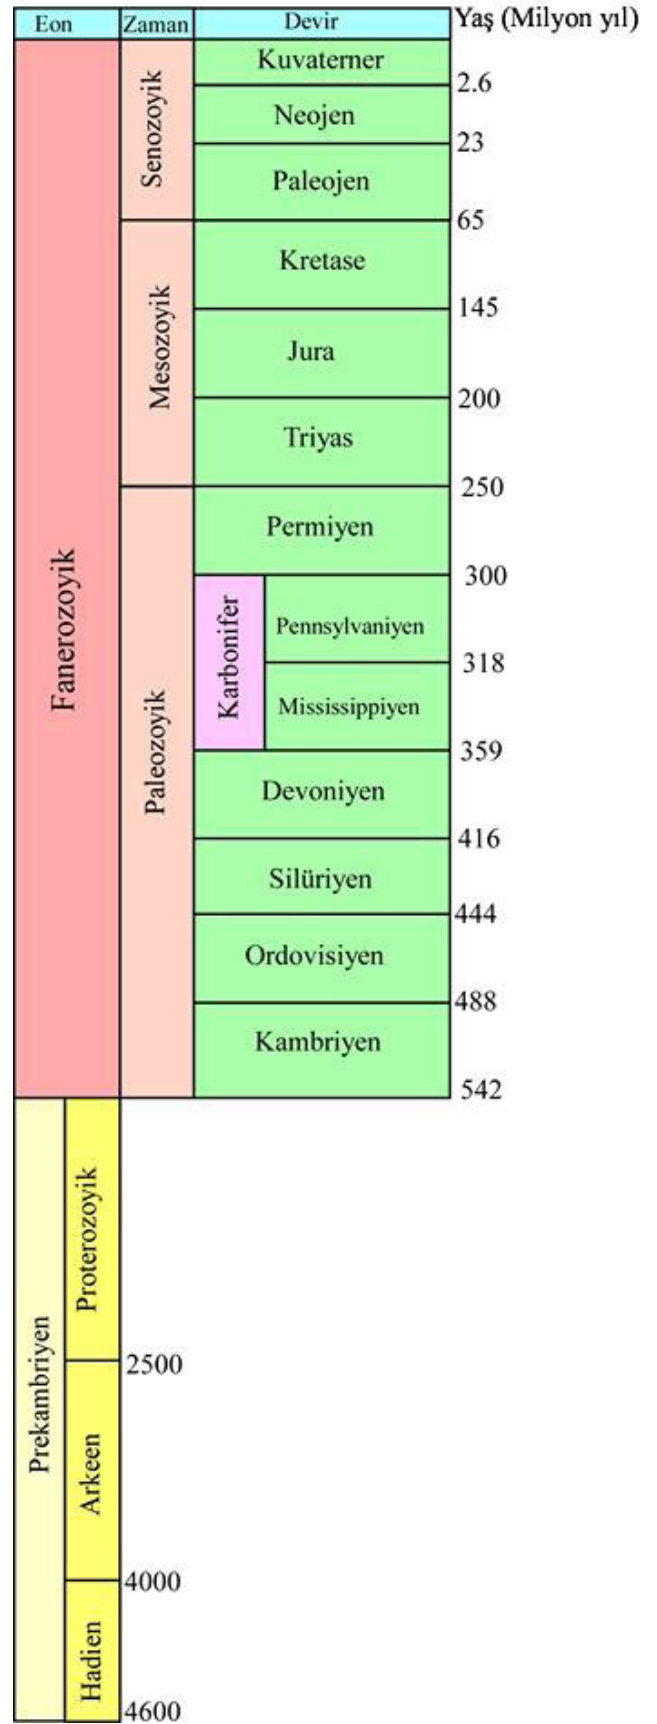 Eon Zaman Devir Yaş (Milyon yıl)
Kuvaterner
2.6
Senozoyik
Neojen
23
Paleojen
65
Kretase
145
Mesozoyik
Jura
200
Triyas
250
Permiyen
300
Fanerozoyik
Karbonifer
Pennsylvaniyen
318
Mississippiyen
359
Paleozoyik
Devoniyen
416
Silüriyen
444
Ordovisiyen
488
Kambriyen
542
Prekambriyen
Proterozoyik
2500
Arkeen
4000
Hadien
4600